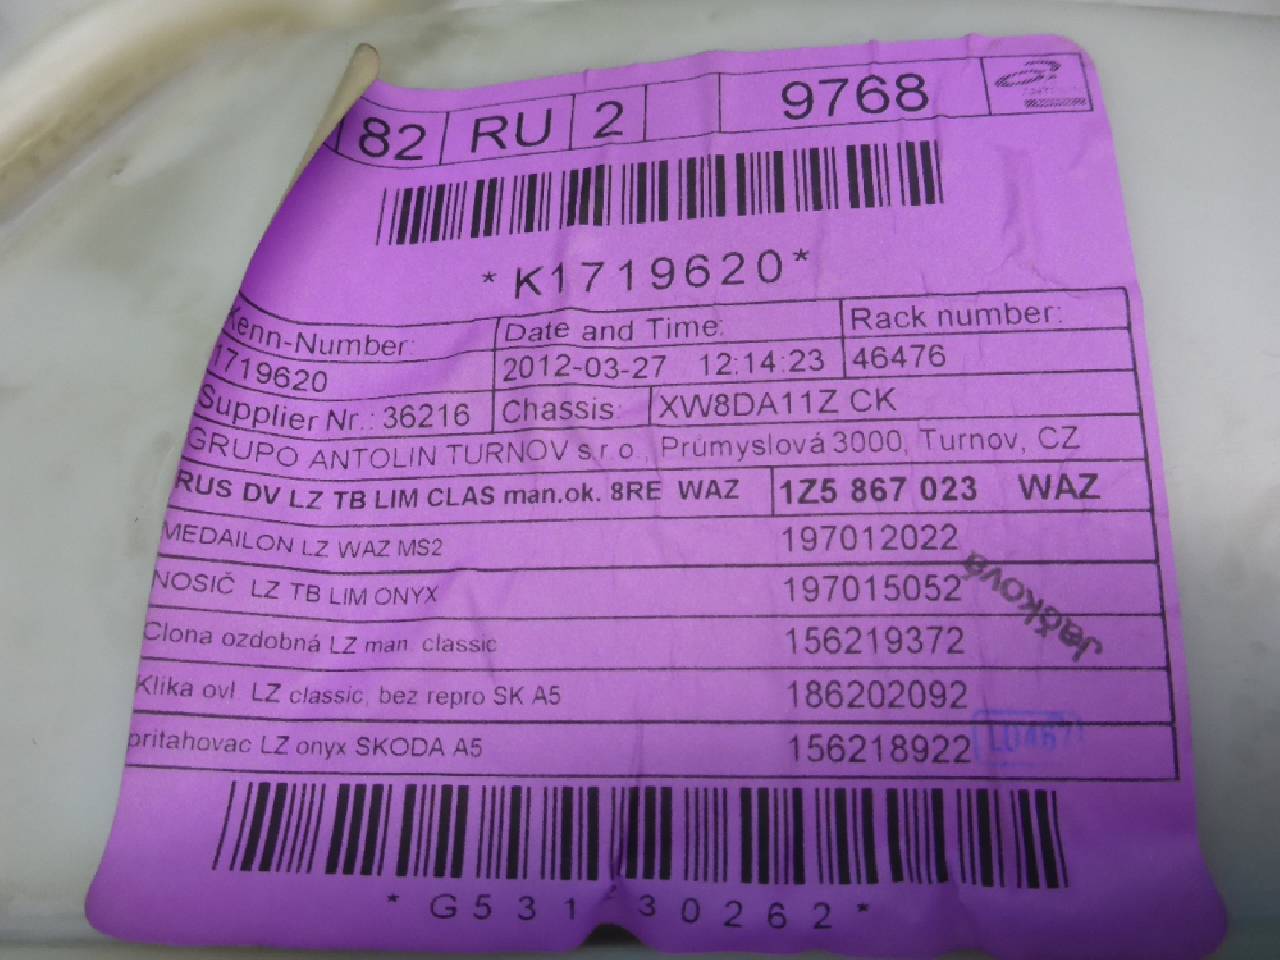 82 RU 2 9768
*K1719620*
Kenn-Number: Date and Time: Rack number:
1719620 2012-03-27 12:14:23 46476
Supplier Nr.: 36216 Chassis: XW8DA11Z CK
GRUPO ANTOLIN TURNOV s.r.o., Průmyslová 3000, Turnov, CZ
RUS DV LZ TB LIM CLAS man.ok. 8RE WAZ 1Z5 867 023 WAZ
MEDAILON LZ WAZ MS2 197012022
NOSIČ LZ TB LIM ONYX 197015052
Jačková
Clona ozdobná LZ man. classic 156219372
Klika ovl. LZ classic, bez repro SK A5 186202092
pritahovac LZ onyx SKODA A5 156218922
*G53130262*